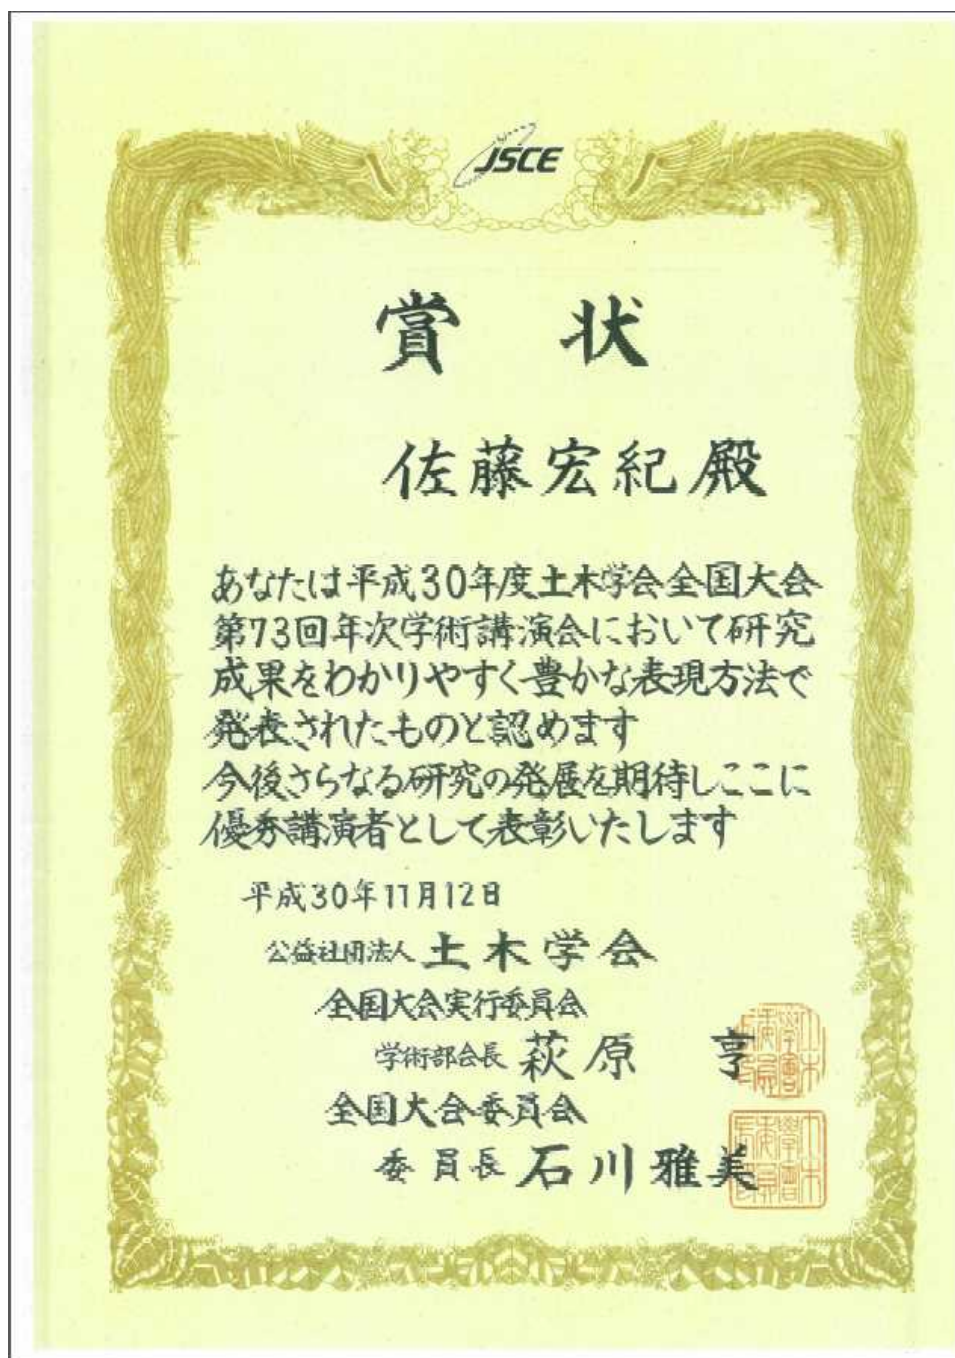 JSCE
賞状
佐藤宏紀殿
あなたは平成30年度土木学会全国大会
第73回年次学術講演会において研究
成果をわかりやすく豊かな表現方法で
発表されたものと認めます
今後さらなる研究の発展を期待しここに
優秀講演者として表彰いたします
平成30年11月12日
公益社団法人 土木学会
全国大会実行委員会
学術部会長 萩原 亨
全国大会委員会
委員長 石川雅美